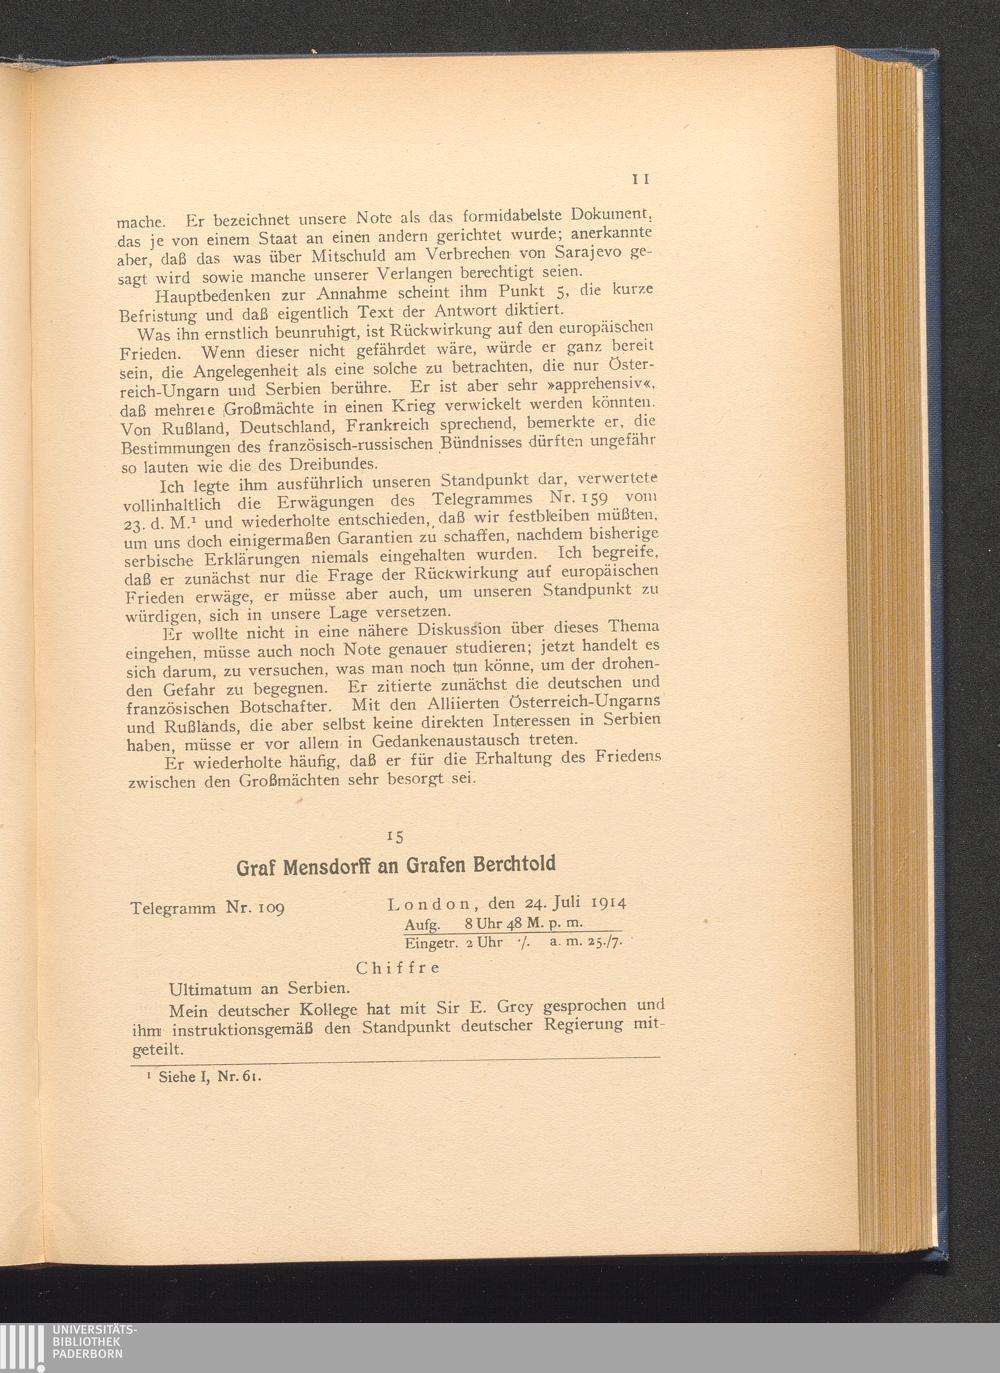 11
mache. Er bezeichnet unsere Note als das formidabelste Dokument,
das je von einem Staat an einen andern gerichtet wurde; anerkannte
aber, daß das was über Mitschuld am Verbrechen von Sarajevo ge-
sagt wird sowie manche unserer Verlangen berechtigt seien.
Hauptbedenken zur Annahme scheint ihm Punkt 5, die kurze
Befristung und daß eigentlich Text der Antwort diktiert.
Was ihn ernstlich beunruhigt, ist Rückwirkung auf den europäischen
Frieden. Wenn dieser nicht gefährdet wäre, würde er ganz bereit
sein, die Angelegenheit als eine solche zu betrachten, die nur Öster-
reich-Ungarn und Serbien berühre. Er ist aber sehr »apprehensiv«,
daß mehrere Großmächte in einen Krieg verwickelt werden könnten.
Von Rußland, Deutschland, Frankreich sprechend, bemerkte er, die
Bestimmungen des französisch-russischen Bündnisses dürften ungefähr
so lauten wie die des Dreibundes.
Ich legte ihm ausführlich unseren Standpunkt dar, verwertete
vollinhaltlich die Erwägungen des Telegrammes Nr. 159 vom
23. d. M.¹ und wiederholte entschieden, daß wir festbleiben müßten,
um uns doch einigermaßen Garantien zu schaffen, nachdem bisherige
serbische Erklärungen niemals eingehalten wurden. Ich begreife,
daß er zunächst nur die Frage der Rückwirkung auf europäischen
Frieden erwäge, er müsse aber auch, um unseren Standpunkt zu
würdigen, sich in unsere Lage versetzen.
Er wollte nicht in eine nähere Diskussion über dieses Thema
eingehen, müsse auch noch Note genauer studieren; jetzt handelt es
sich darum, zu versuchen, was man noch tun könne, um der drohen-
den Gefahr zu begegnen. Er zitierte zunächst die deutschen und
französischen Botschafter. Mit den Alliierten Österreich-Ungarns
und Rußlands, die aber selbst keine direkten Interessen in Serbien
haben, müsse er vor allem in Gedankenaustausch treten.
Er wiederholte häufig, daß er für die Erhaltung des Friedens
zwischen den Großmächten sehr besorgt sei.
15
Graf Mensdorff an Grafen Berchtold
Telegramm Nr. 109
London, den 24. Juli 1914
Aufg. 8 Uhr 48 M. p. m.
Eingetr. 2 Uhr ·/. a. m. 25./7.
Chiffre
Ultimatum an Serbien.
Mein deutscher Kollege hat mit Sir E. Grey gesprochen und
ihm instruktionsgemäß den Standpunkt deutscher Regierung mit-
geteilt.
¹ Siehe I, Nr. 61.
UNIVERSITÄTS-
BIBLIOTHEK
PADERBORN